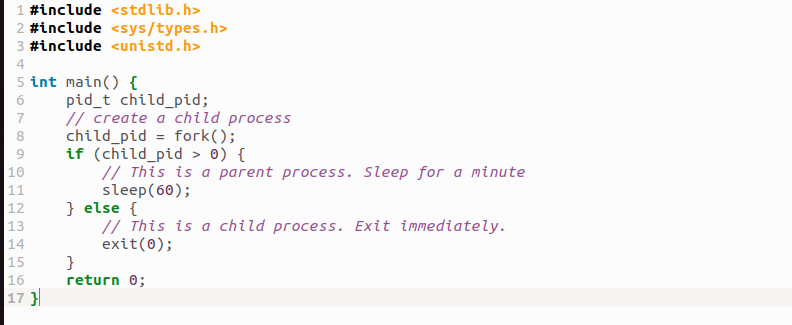 1 #include <stdlib.h>
2 #include <sys/types.h>
3 #include <unistd.h>
4
5 int main() {
6     pid_t child_pid;
7     // create a child process
8     child_pid = fork();
9     if (child_pid > 0) {
10         // This is a parent process. Sleep for a minute
11         sleep(60);
12     } else {
13         // This is a child process. Exit immediately.
14         exit(0);
15     }
16     return 0;
17 }